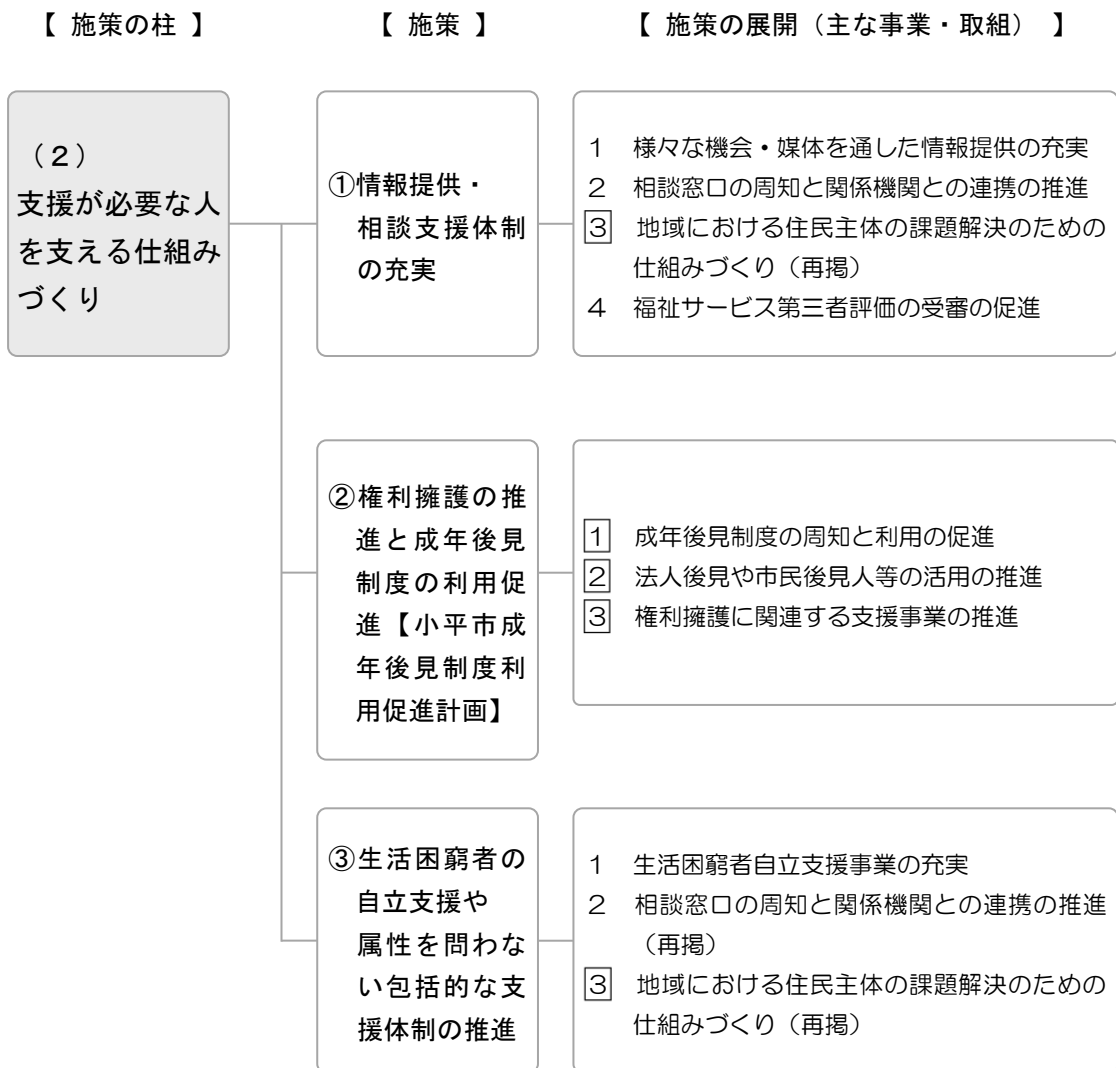 【 施策の柱 】
【 施策 】
【 施策の展開（主な事業・取組） 】
（２）
支援が必要な人
を支える仕組み
づくり
①情報提供・
相談支援体制
の充実
１ 様々な機会・媒体を通した情報提供の充実
２ 相談窓口の周知と関係機関との連携の推進
３ 地域における住民主体の課題解決のための
仕組みづくり（再掲）
４ 福祉サービス第三者評価の受審の促進
②権利擁護の推
進と成年後見
制度の利用促
進【小平市成
年後見制度利
用促進計画】
１ 成年後見制度の周知と利用の促進
２ 法人後見や市民後見人等の活用の推進
３ 権利擁護に関連する支援事業の推進
③生活困窮者の
自立支援や
属性を問わな
い包括的な支
援体制の推進
１ 生活困窮者自立支援事業の充実
２ 相談窓口の周知と関係機関との連携の推進
（再掲）
３ 地域における住民主体の課題解決のための
仕組みづくり（再掲）